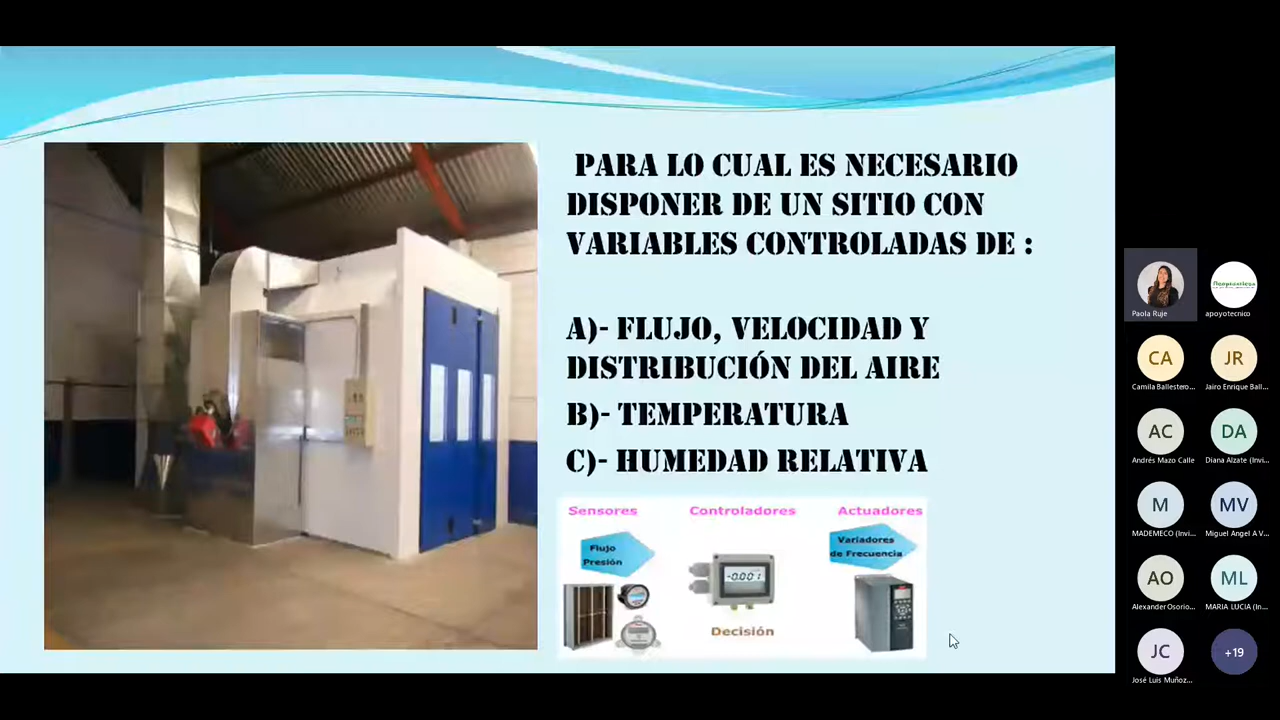 PARA LO CUAL ES NECESARIO
DISPONER DE UN SITIO CON
VARIABLES CONTROLADAS DE :
A)- FLUJO, VELOCIDAD Y
DISTRIBUCIÓN DEL AIRE
B)- TEMPERATURA
C)- HUMEDAD RELATIVA
Sensores
Controladores
Actuadores
Flujo
Presión
-0.001
Decisión
Variadores
de Frecuencia
Paola Ruje
apoyotecnico
CA
Camila Ballestero...
JR
Jairo Enrique Ball...
AC
Andrés Mazo Calle
DA
Diana Alzate (Invi...
M
MADEMECO (Invi...
MV
Miguel Angel A V...
AO
Alexander Osorio...
ML
MARIA LUCIA (In...
JC
José Luis Muñoz...
+19